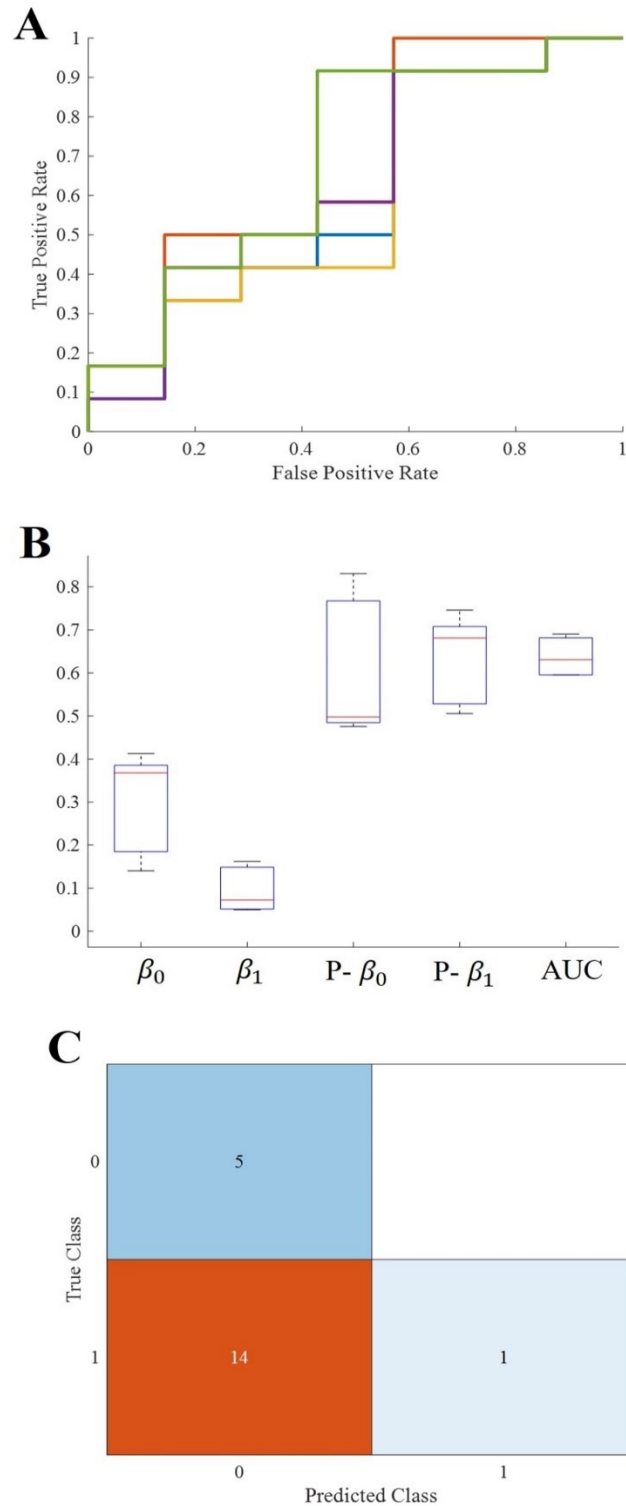 A
1
0.9
0.8
0.7
0.6
0.5
0.4
0.3
0.2
0.1
0
True Positive Rate
0 0.2 0.4 0.6 0.8 1
False Positive Rate
B
0.8
0.7
0.6
0.5
0.4
0.3
0.2
0.1
0
β₀ β₁ P- β₀ P- β₁ AUC
C
0 5
True Class
1 14 1
0 1
Predicted Class